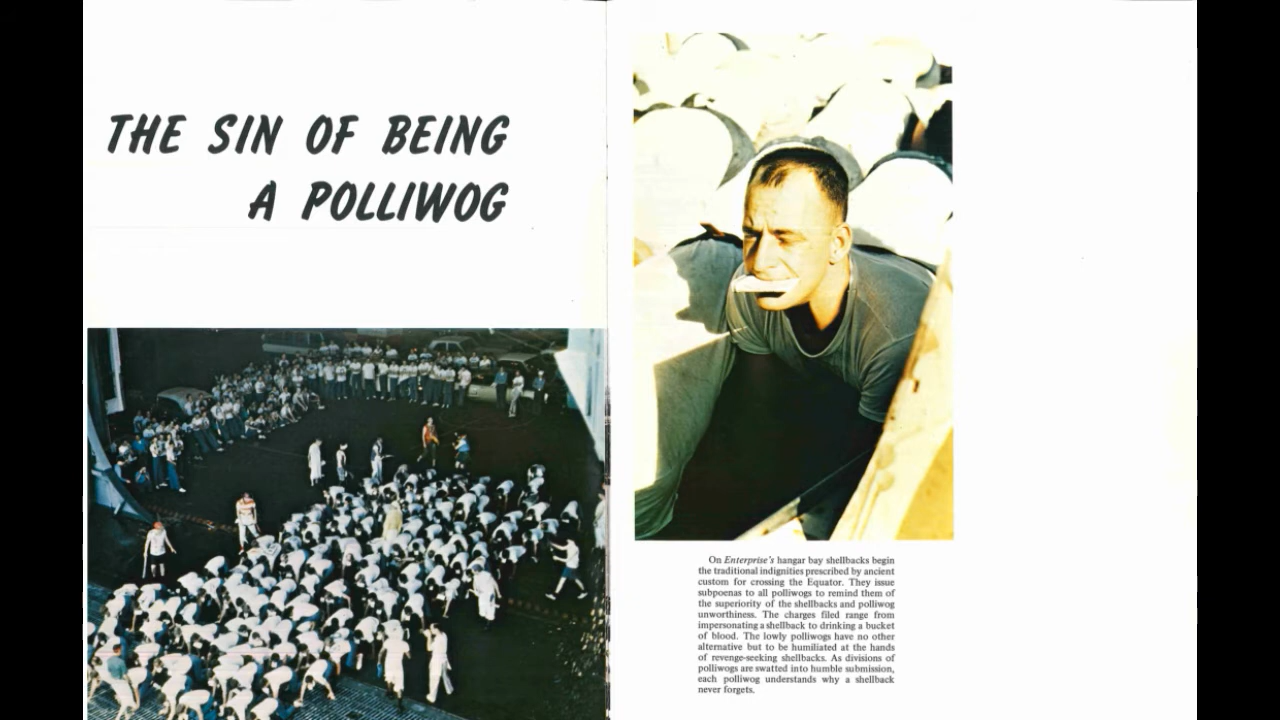 THE SIN OF BEING
A POLLIWOG
On Enterprise's hangar bay shellbacks begin
the traditional indignities prescribed by ancient
custom for crossing the Equator. They issue
subpoenas to all polliwogs to remind them of
the superiority of the shellbacks and polliwog
unworthiness. The charges filed range from
impersonating a shellback to drinking a bucket
of blood. The lowly polliwogs have no other
alternative but to be humiliated at the hands
of revenge-seeking shellbacks. As divisions of
polliwogs are swatted into humble submission,
each polliwog understands why a shellback
never forgets.